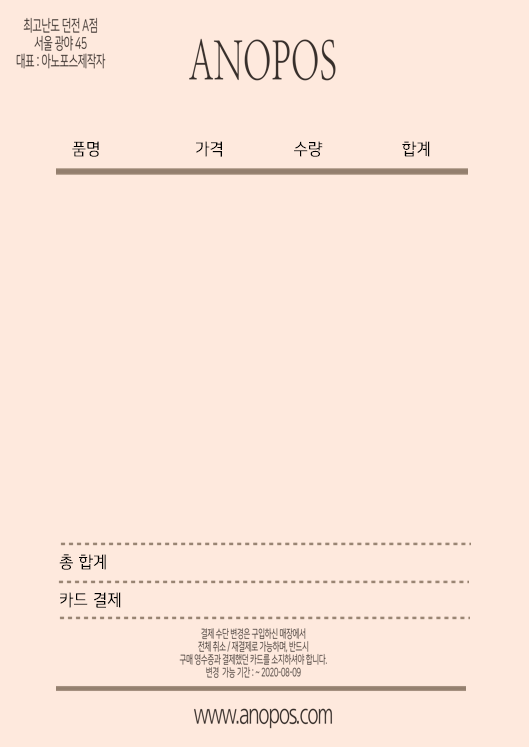 최고난도 던전 A점
서울 광야 45
대표 : 아노포스제작자
ANOPOS
품명 가격 수량 합계
총 합계
카드 결제
결제 수단 변경은 구입하신 매장에서
전체 취소 / 재결제로 가능하며, 반드시
구매 영수증과 결제했던 카드를 소지하셔야 합니다.
변경 가능 기간 : ~ 2020-08-09
www.anopos.com